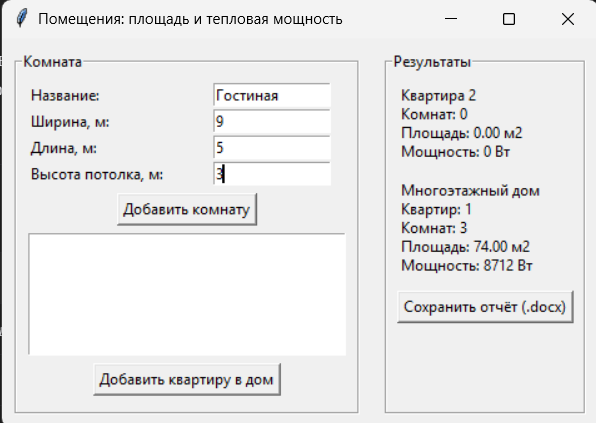 Помещения: площадь и тепловая мощность
Комната
Название: Гостиная
Ширина, м: 9
Длина, м: 5
Высота потолка, м: 3
Добавить комнату
Добавить квартиру в дом
Результаты
Квартира 2
Комнат: 0
Площадь: 0.00 м2
Мощность: 0 Вт
Многоэтажный дом
Квартир: 1
Комнат: 3
Площадь: 74.00 м2
Мощность: 8712 Вт
Сохранить отчёт (.docx)